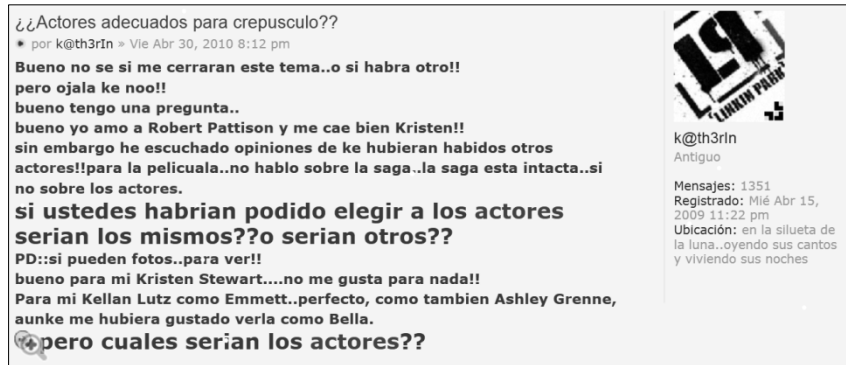 ¿¿Actores adecuados para crepusculo??
por k@th3rIn » Vie Abr 30, 2010 8:12 pm
Bueno no se si me cerraran este tema..o si habra otro!!
pero ojala ke noo!!
bueno tengo una pregunta..
bueno yo amo a Robert Pattison y me cae bien Kristen!!
sin embargo he escuchado opiniones de ke hubieran habidos otros
actores!!para la pelicuala..no hablo sobre la saga..la saga esta intacta..si
no sobre los actores.
si ustedes habrian podido elegir a los actores
serian los mismos??o serian otros??
PD::si pueden fotos..para ver!!
bueno para mi Kristen Stewart....no me gusta para nada!!
Para mi Kellan Lutz como Emmett..perfecto, como tambien Ashley Grenne,
aunke me hubiera gustado verla como Bella.
pero cuales serian los actores??
LINKIN PARK
k@th3rIn
Antiguo
Mensajes: 1351
Registrado: Mié Abr 15,
2009 11:22 pm
Ubicación: en la silueta de
la luna..oyendo sus cantos
y viviendo sus noches